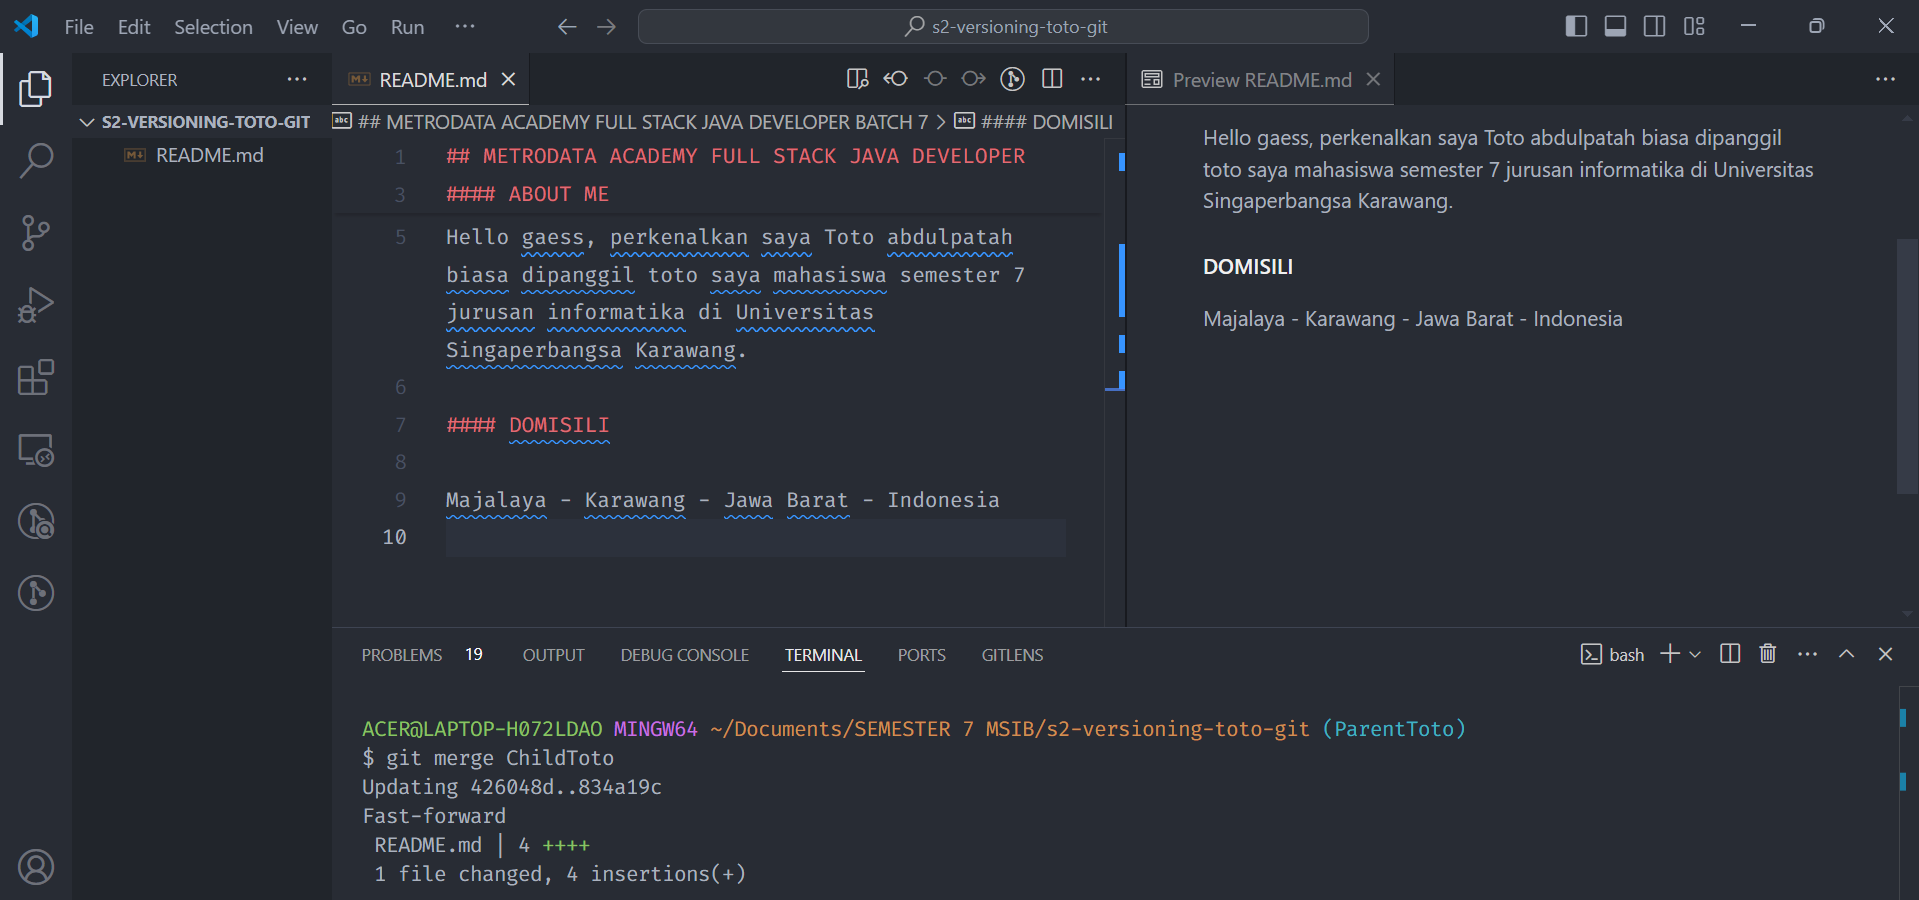 File Edit Selection View Go Run ···
s2-versioning-toto-git
EXPLORER ···
README.md
Preview README.md
···
S2-VERSIONING-TOTO-GIT
README.md
## METRODATA ACADEMY FULL STACK JAVA DEVELOPER BATCH 7 > #### DOMISILI
1 ## METRODATA ACADEMY FULL STACK JAVA DEVELOPER
3 #### ABOUT ME
5 Hello gaess, perkenalkan saya Toto abdulpatah
biasa dipanggil toto saya mahasiswa semester 7
jurusan informatika di Universitas
Singaperbangsa Karawang.
6
7 #### DOMISILI
8
9 Majalaya - Karawang - Jawa Barat - Indonesia
10
Hello gaess, perkenalkan saya Toto abdulpatah biasa dipanggil
toto saya mahasiswa semester 7 jurusan informatika di Universitas
Singaperbangsa Karawang.
DOMISILI
Majalaya - Karawang - Jawa Barat - Indonesia
PROBLEMS 19 OUTPUT DEBUG CONSOLE TERMINAL PORTS GITLENS
bash
ACER@LAPTOP-H072LDAO MINGW64 ~/Documents/SEMESTER 7 MSIB/s2-versioning-toto-git (ParentToto)
$ git merge ChildToto
Updating 426048d..834a19c
Fast-forward
README.md | 4 ++++
1 file changed, 4 insertions(+)